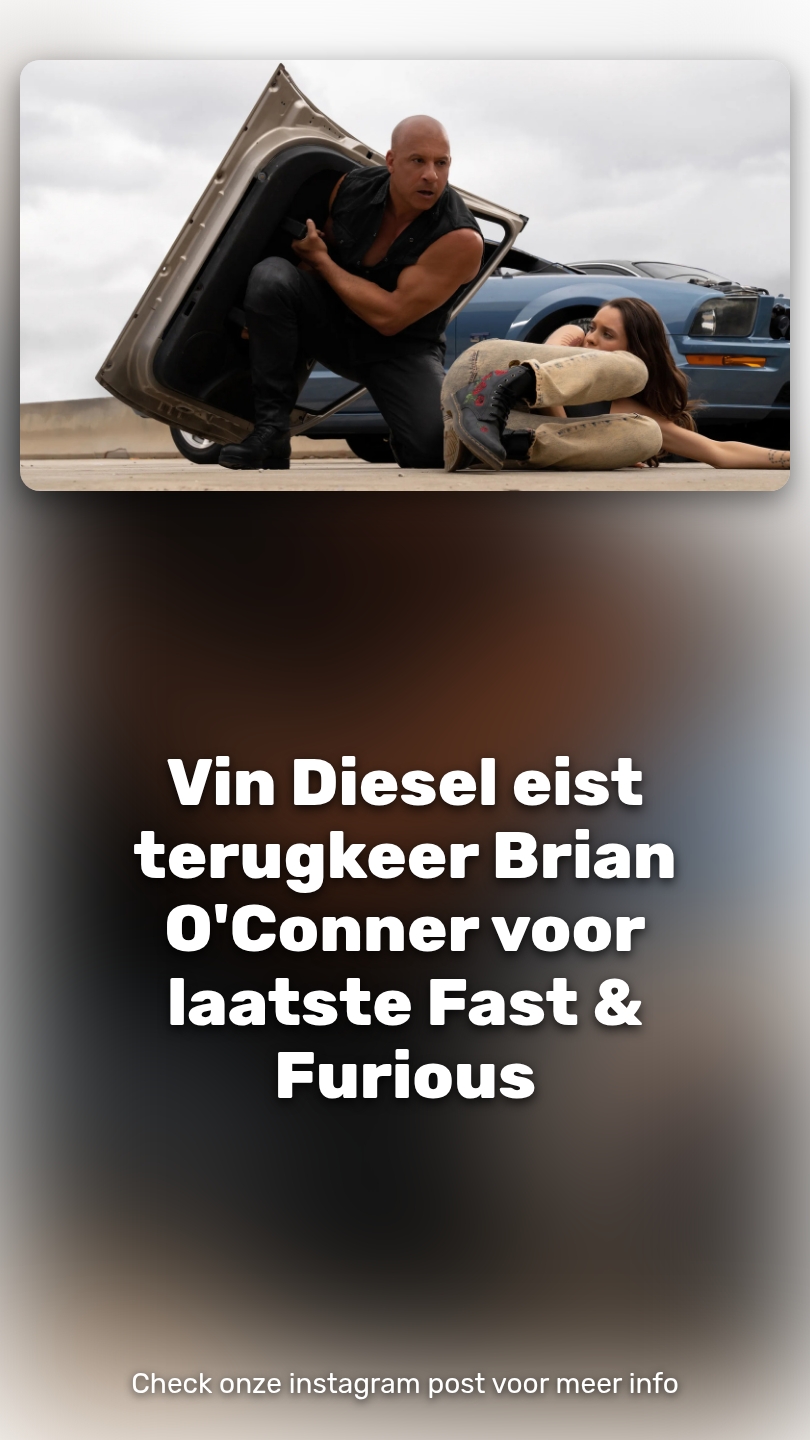 Vin Diesel eist
terugkeer Brian
O'Conner voor
laatste Fast &
Furious
Check onze instagram post voor meer info